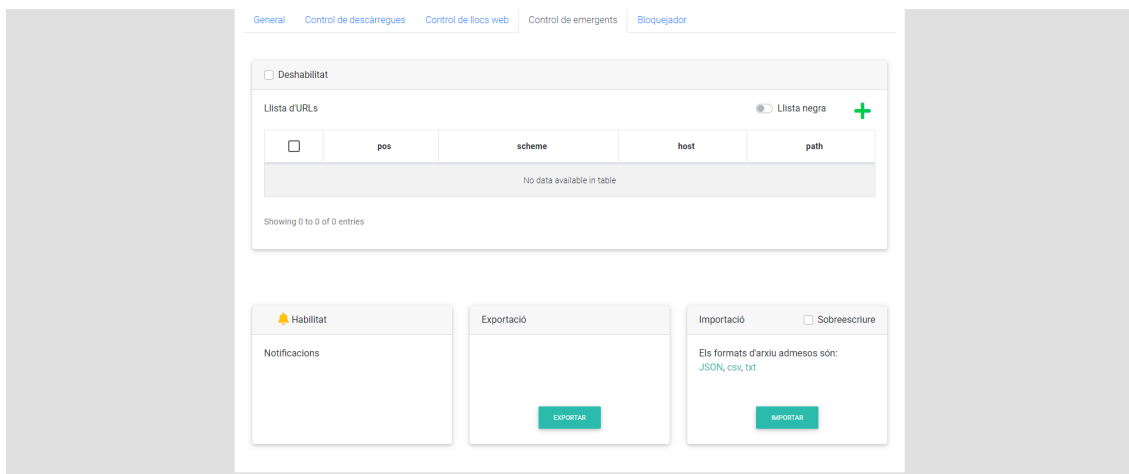 General Control de descàrregues Control de llocs web Control de emergents Bloquejador
Deshabilitat
Llista d'URLs Llista negra
pos scheme host path
No data available in table
Showing 0 to 0 of 0 entries
Habilitat
Notificacions
Exportació
EXPORTAR
Importació Sobreescriure
Els formats d'arxiu admesos són:
JSON, csv, txt
IMPORTAR